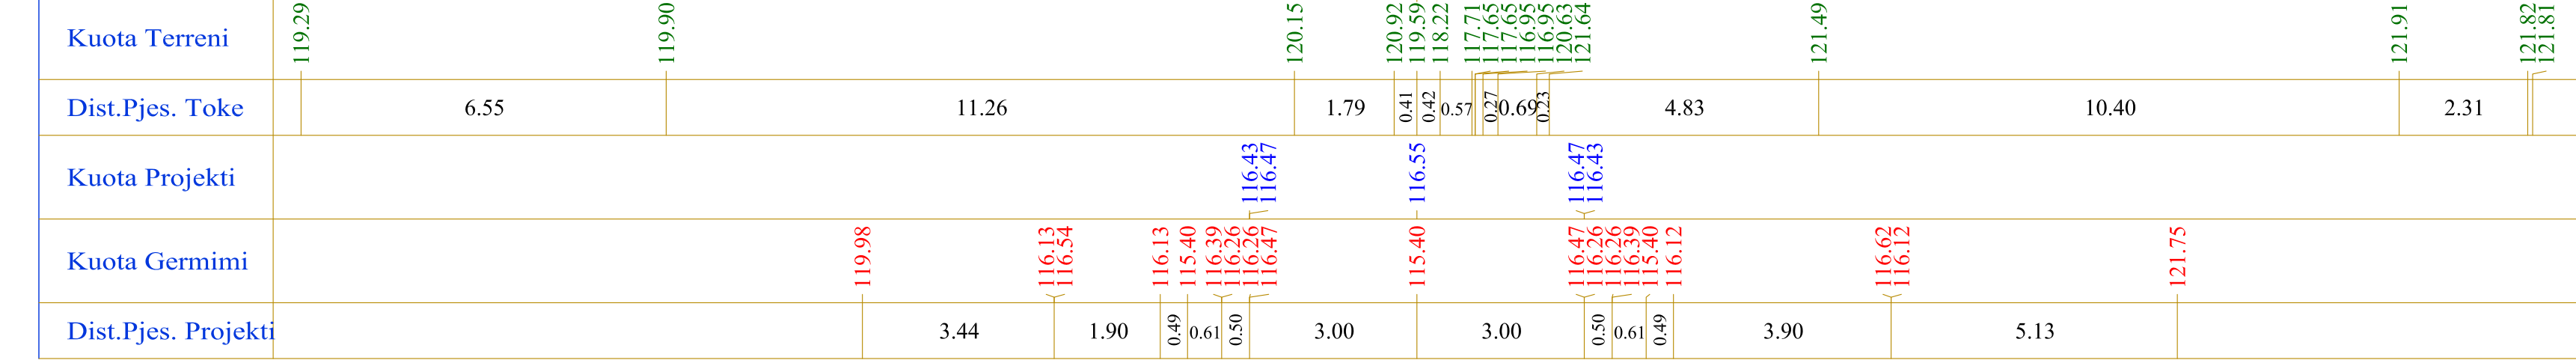 Kuota Terreni 119.29 119.90 120.15 120.92 119.59 118.22 117.71 117.65 117.65 116.95 116.95 120.63 121.64 121.49 121.91 121.82 121.81
Dist.Pjes. Toke 6.55 11.26 1.79 0.41 0.42 0.57 0.27 0.69 0.23 4.83 10.40 2.31
Kuota Projekti 116.43 116.47 116.55 116.47 116.43
Kuota Germimi 119.98 116.13 116.54 116.13 115.40 116.39 116.26 116.26 116.47 115.40 116.47 116.26 116.26 116.39 115.40 116.12 116.62 116.12 121.75
Dist.Pjes. Projekti 3.44 1.90 0.49 0.61 0.50 3.00 3.00 0.50 0.61 0.49 3.90 5.13